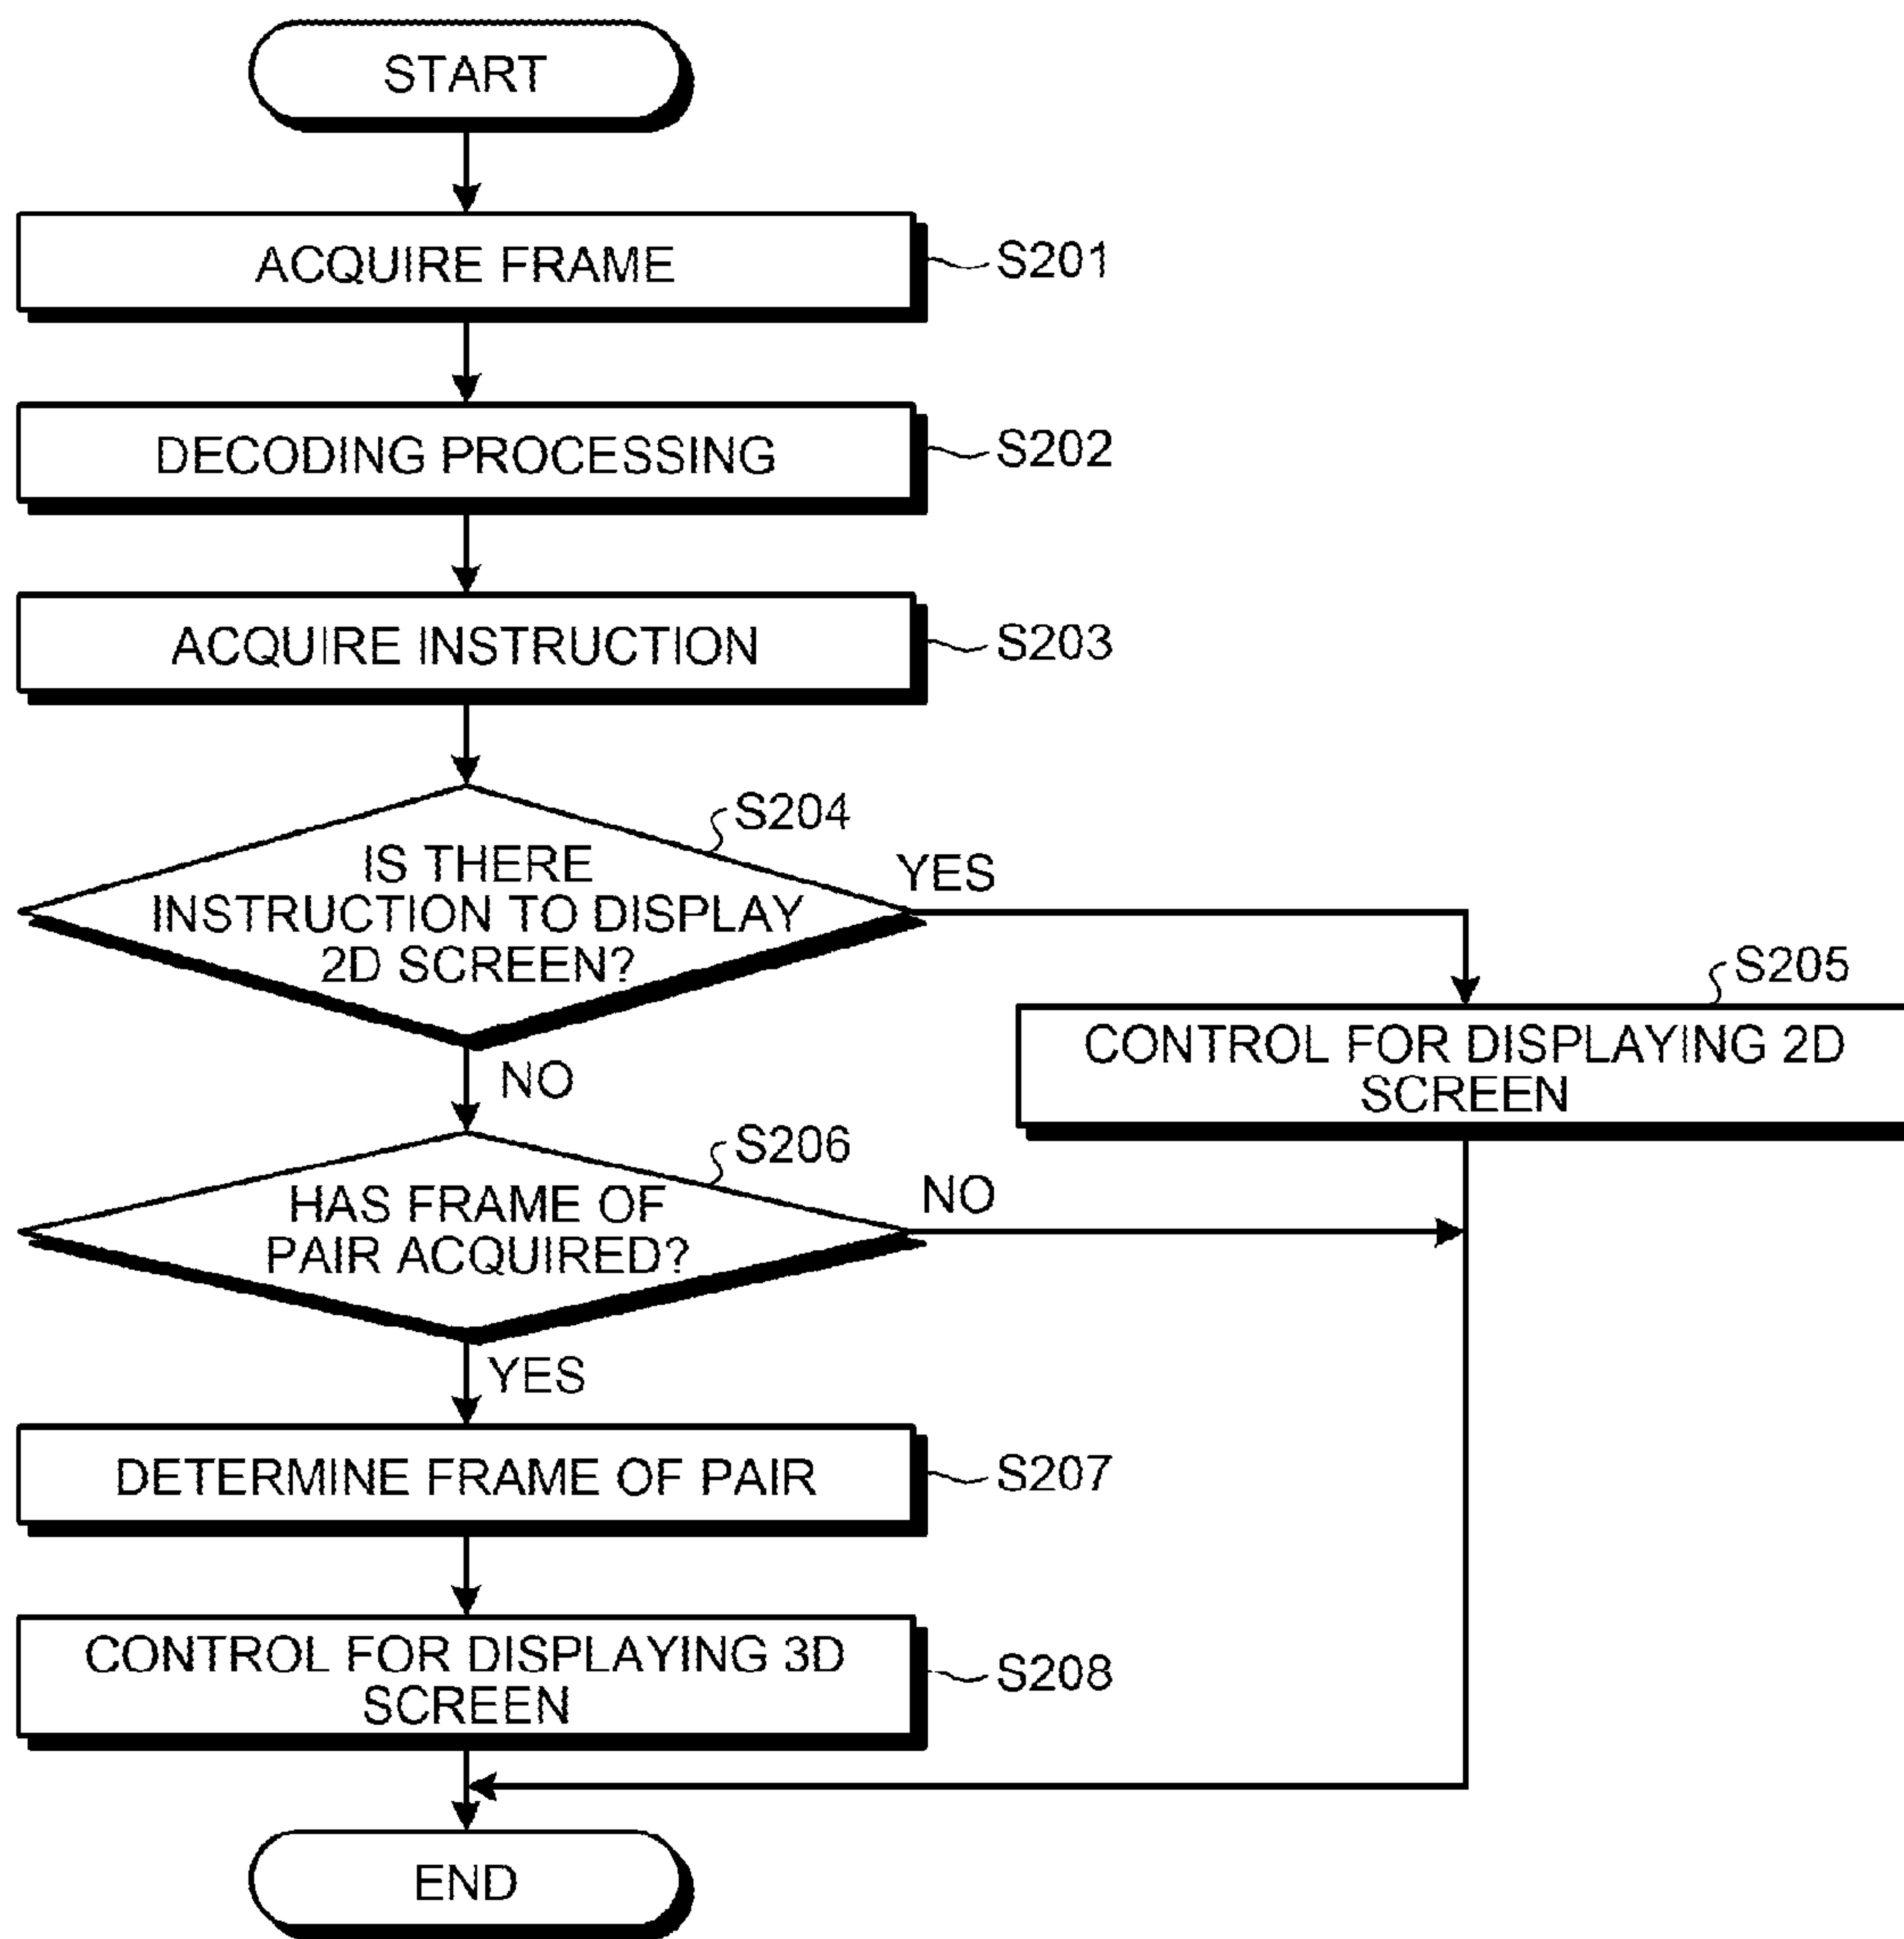 START
ACQUIRE FRAME
S201
DECODING PROCESSING
S202
ACQUIRE INSTRUCTION
S203
S204
IS THERE
INSTRUCTION TO DISPLAY
2D SCREEN?
YES
S205
CONTROL FOR DISPLAYING 2D
SCREEN
NO
S206
HAS FRAME OF
PAIR ACQUIRED?
NO
YES
DETERMINE FRAME OF PAIR
S207
CONTROL FOR DISPLAYING 3D
SCREEN
S208
END